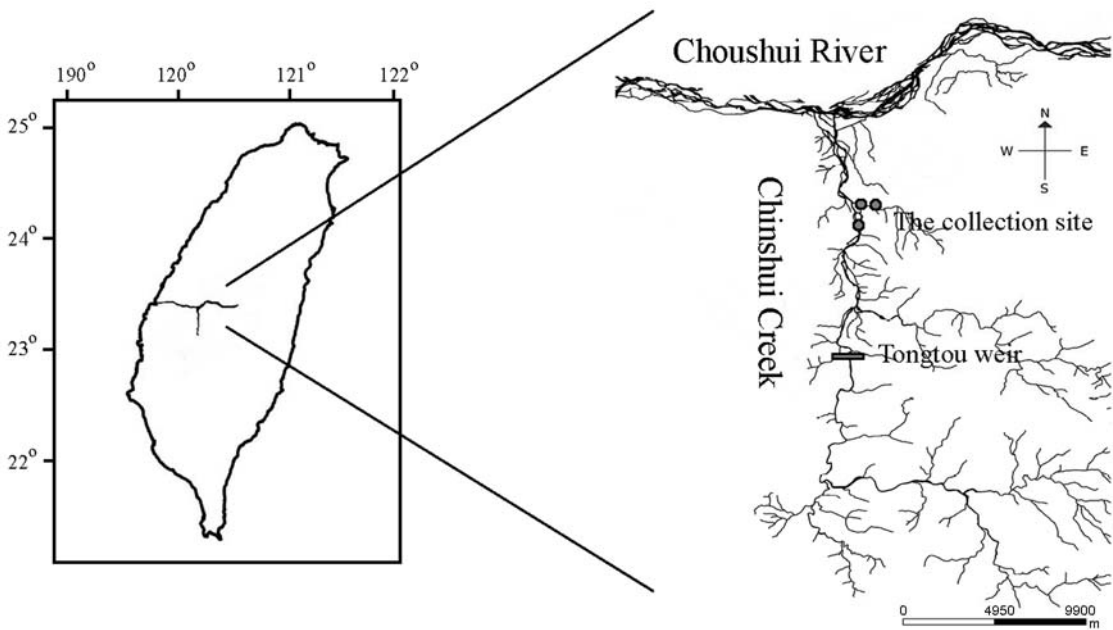 190° 120° 121° 122°
25°
24°
23°
22°
Choushui River
N
W E
S
Chinshui Creek
The collection site
Tongtou weir
0 4950 9900
m